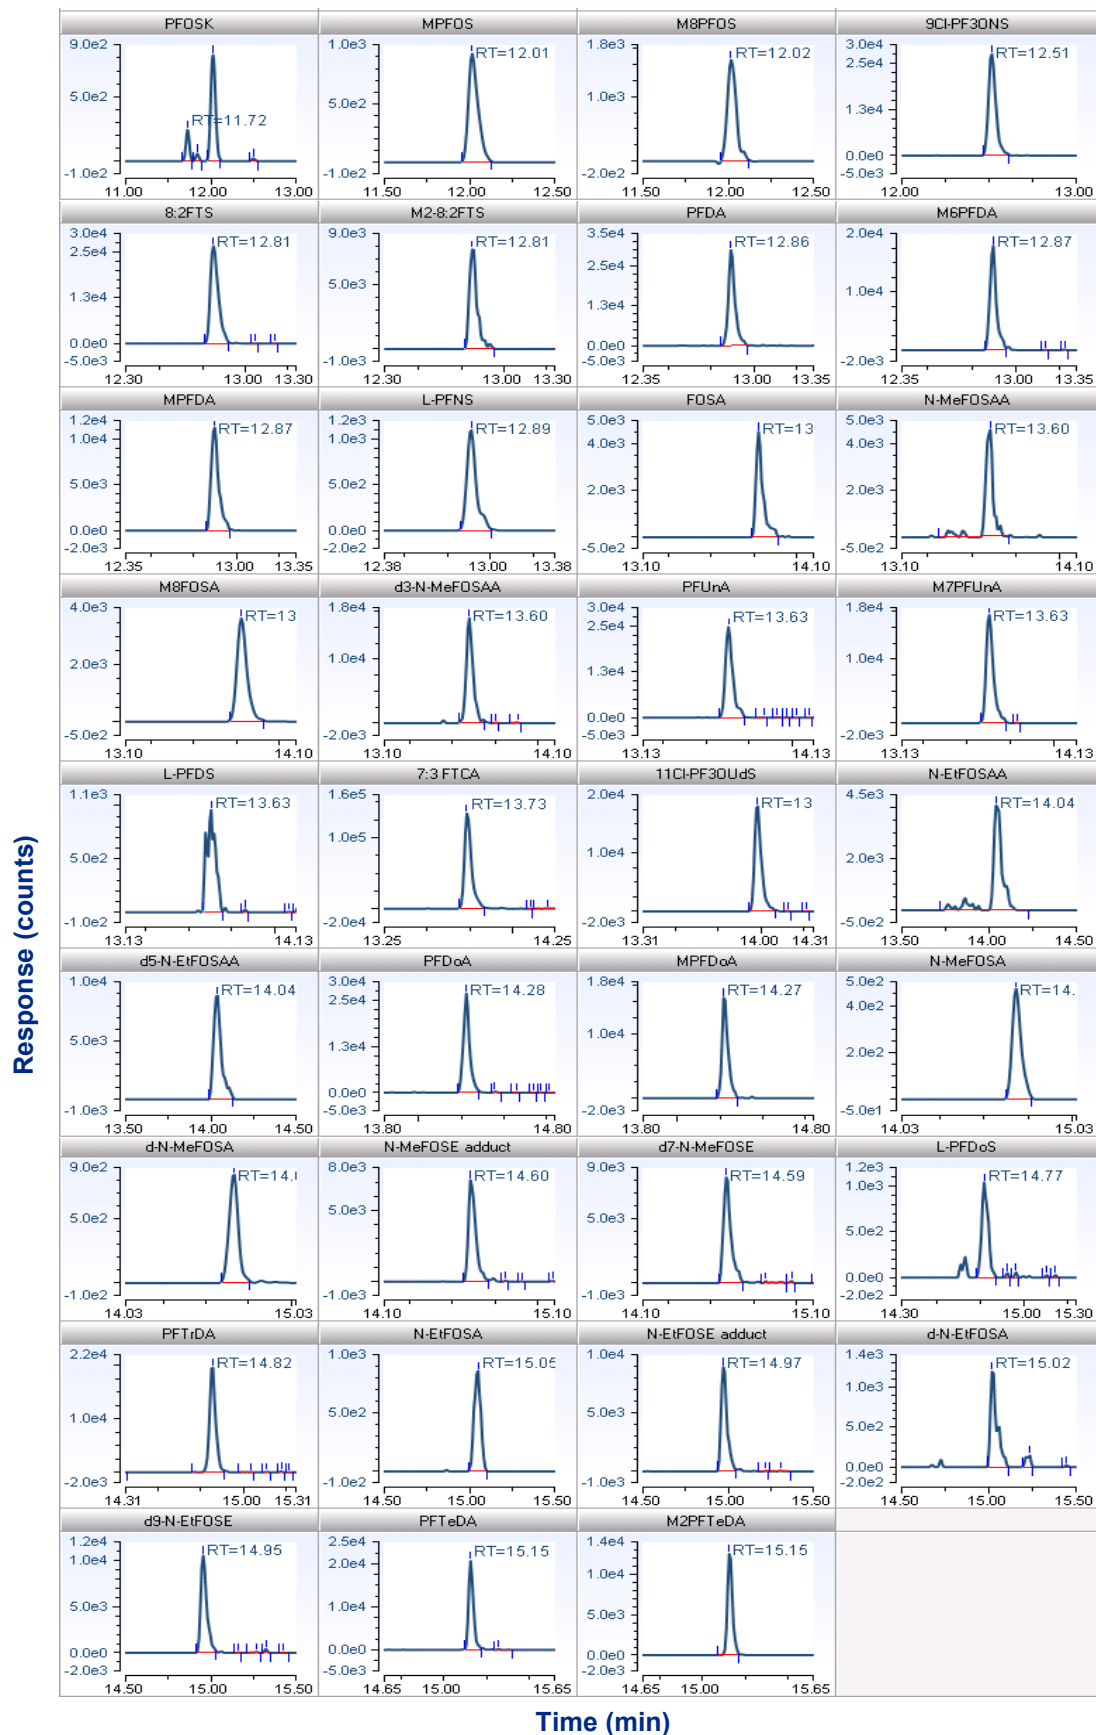 PFOSK
9.0e2
5.0e2
-1.0e2
RT=11.72
11.00 12.00 13.00
MPFOS
1.0e3
5.0e2
-1.0e2
RT=12.01
11.50 12.00 12.50
M8PFOS
1.8e3
1.0e3
-2.0e2
RT=12.02
11.50 12.00 12.50
9Cl-PF3ONS
3.0e4
2.5e4
1.3e4
0.0e0
-5.0e3
RT=12.51
12.00 13.00
8:2FTS
3.0e4
2.5e4
1.3e4
0.0e0
-5.0e3
RT=12.81
12.30 13.00 13.30
M2-8:2FTS
9.0e3
5.0e3
-1.0e3
RT=12.81
12.30 13.00 13.30
PFDA
3.5e4
2.5e4
1.3e4
0.0e0
-5.0e3
RT=12.86
12.35 13.00 13.35
M6PFDA
2.0e4
1.0e4
-2.0e3
RT=12.87
12.35 13.00 13.35
MPFDA
1.2e4
1.0e4
5.0e3
0.0e0
-2.0e3
RT=12.87
12.35 13.00 13.35
L-PFNS
1.2e3
1.0e3
5.0e2
0.0e0
-2.0e2
RT=12.89
12.38 13.00 13.38
FOSA
5.0e3
4.0e3
2.0e3
-5.0e2
RT=13
13.10 14.10
N-MeFOSAA
5.0e3
4.0e3
2.0e3
-5.0e2
RT=13.60
13.10 14.10
M8FOSA
4.0e3
2.0e3
-5.0e2
RT=13
13.10 14.10
d3-N-MeFOSAA
1.8e4
1.0e4
-2.0e3
RT=13.60
13.10 14.10
PFUnA
3.0e4
2.5e4
1.3e4
0.0e0
-5.0e3
RT=13.63
13.13 14.13
M7PFUnA
1.8e4
1.0e4
-2.0e3
RT=13.63
13.13 14.13
L-PFDS
1.1e3
5.0e2
-1.0e2
RT=13.63
13.13 14.13
7:3 FTCA
1.6e5
1.0e5
-2.0e4
RT=13.73
13.25 14.25
11Cl-PF3OUdS
2.0e4
1.0e4
-2.0e3
RT=13
13.31 14.00 14.31
N-EtFOSAA
4.5e3
2.0e3
-5.0e2
RT=14.04
13.50 14.00 14.50
d5-N-EtFOSAA
1.0e4
5.0e3
-1.0e3
RT=14.04
13.50 14.00 14.50
PFDoA
3.0e4
2.5e4
1.3e4
0.0e0
-5.0e3
RT=14.28
13.80 14.80
MPFDoA
1.8e4
1.0e4
-2.0e3
RT=14.27
13.80 14.80
N-MeFOSA
5.0e2
2.0e2
-5.0e1
RT=14.
14.03 15.03
d-N-MeFOSA
9.0e2
5.0e2
-1.0e2
RT=14.
14.03 15.03
N-MeFOSE adduct
8.0e3
5.0e3
-1.0e3
RT=14.60
14.10 15.10
d7-N-MeFOSE
9.0e3
5.0e3
-1.0e3
RT=14.59
14.10 15.10
L-PFDoS
1.2e3
1.0e3
5.0e2
0.0e0
-2.0e2
RT=14.77
14.30 15.00 15.30
PFTrDA
2.2e4
1.0e4
-2.0e3
RT=14.82
14.31 15.00 15.31
N-EtFOSA
1.0e3
5.0e2
-1.0e2
RT=15.05
14.50 15.00 15.50
N-EtFOSE adduct
1.0e4
5.0e3
-1.0e3
RT=14.97
14.50 15.00 15.50
d-N-EtFOSA
1.4e3
1.0e3
5.0e2
0.0e0
-2.0e2
RT=15.02
14.50 15.00 15.50
d9-N-EtFOSE
1.2e4
1.0e4
5.0e3
0.0e0
-2.0e3
RT=14.95
14.50 15.00 15.50
PFTeDA
2.5e4
2.0e4
1.0e4
0.0e0
-5.0e3
RT=15.15
14.65 15.00 15.65
M2PFTeDA
1.4e4
1.0e4
5.0e3
0.0e0
-2.0e3
RT=15.15
14.65 15.00 15.65
Response (counts)
Time (min)